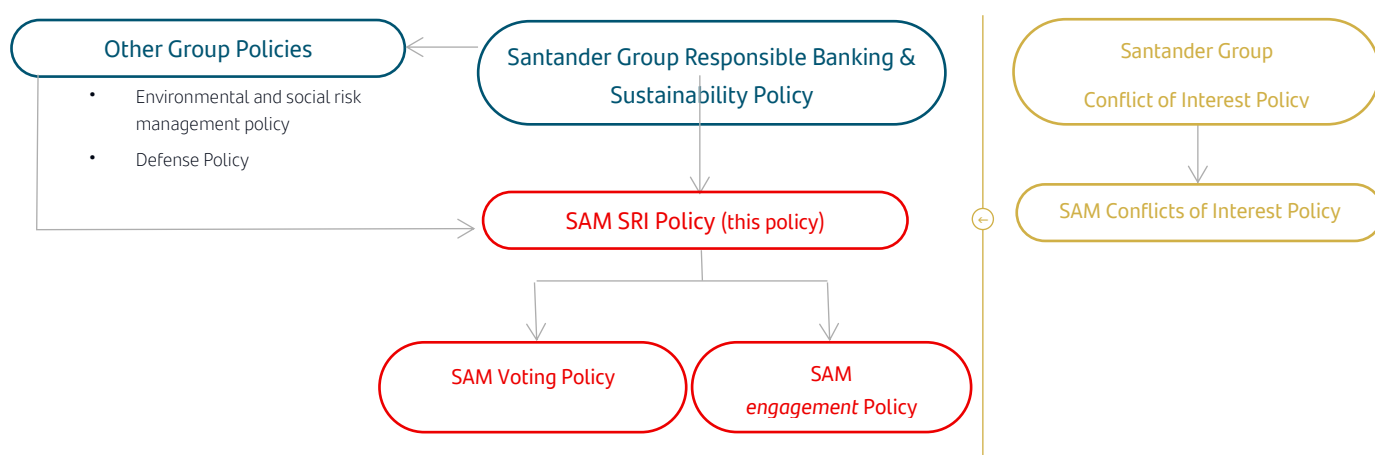 Other Group Policies
• Environmental and social risk
management policy
• Defense Policy
Santander Group Responsible Banking &
Sustainability Policy
SAM SRI Policy (this policy)
SAM Voting Policy
SAM
engagement Policy
Santander Group
Conflict of Interest Policy
SAM Conflicts of Interest Policy